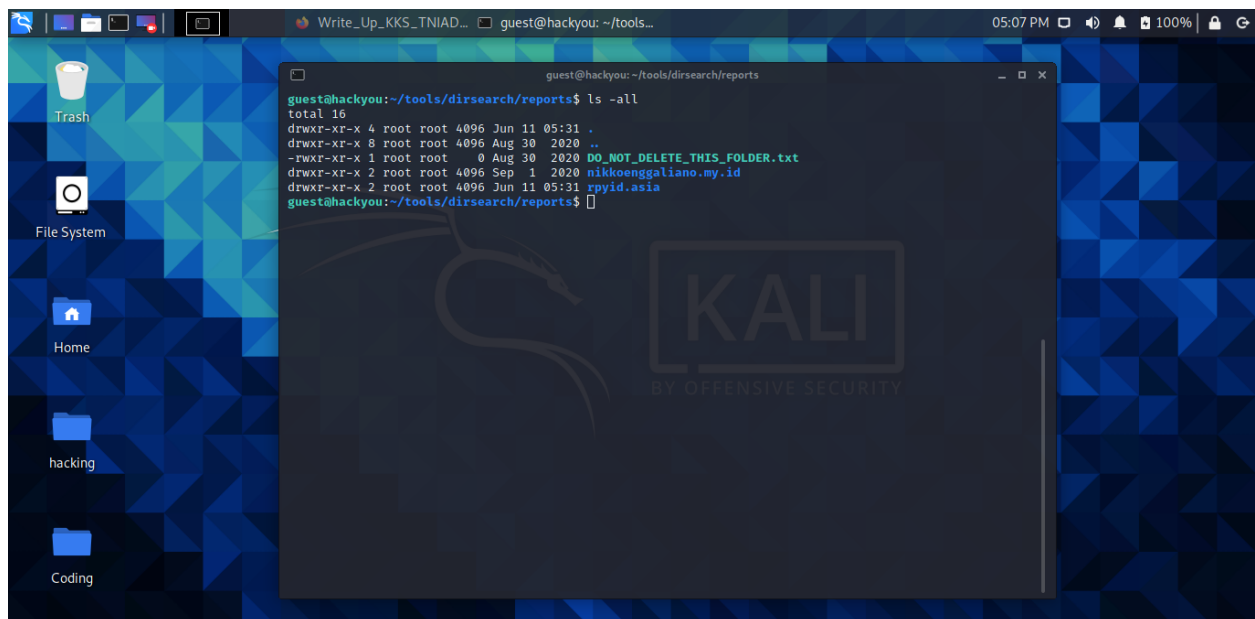 Write_Up_KKS_TNIAD... guest@hackyou: ~/tools... 05:07 PM 100%
guest@hackyou: ~/tools/dirsearch/reports
guest@hackyou:~/tools/dirsearch/reports$ ls -all
total 16
drwxr-xr-x 4 root root 4096 Jun 11 05:31 .
drwxr-xr-x 8 root root 4096 Aug 30  2020 ..
-rwxr-xr-x 1 root root    0 Aug 30  2020 DO_NOT_DELETE_THIS_FOLDER.txt
drwxr-xr-x 2 root root 4096 Sep  1  2020 nikkoenggaliano.my.id
drwxr-xr-x 2 root root 4096 Jun 11 05:31 rpyid.asia
guest@hackyou:~/tools/dirsearch/reports$
KALI
BY OFFENSIVE SECURITY
Trash
File System
Home
hacking
Coding